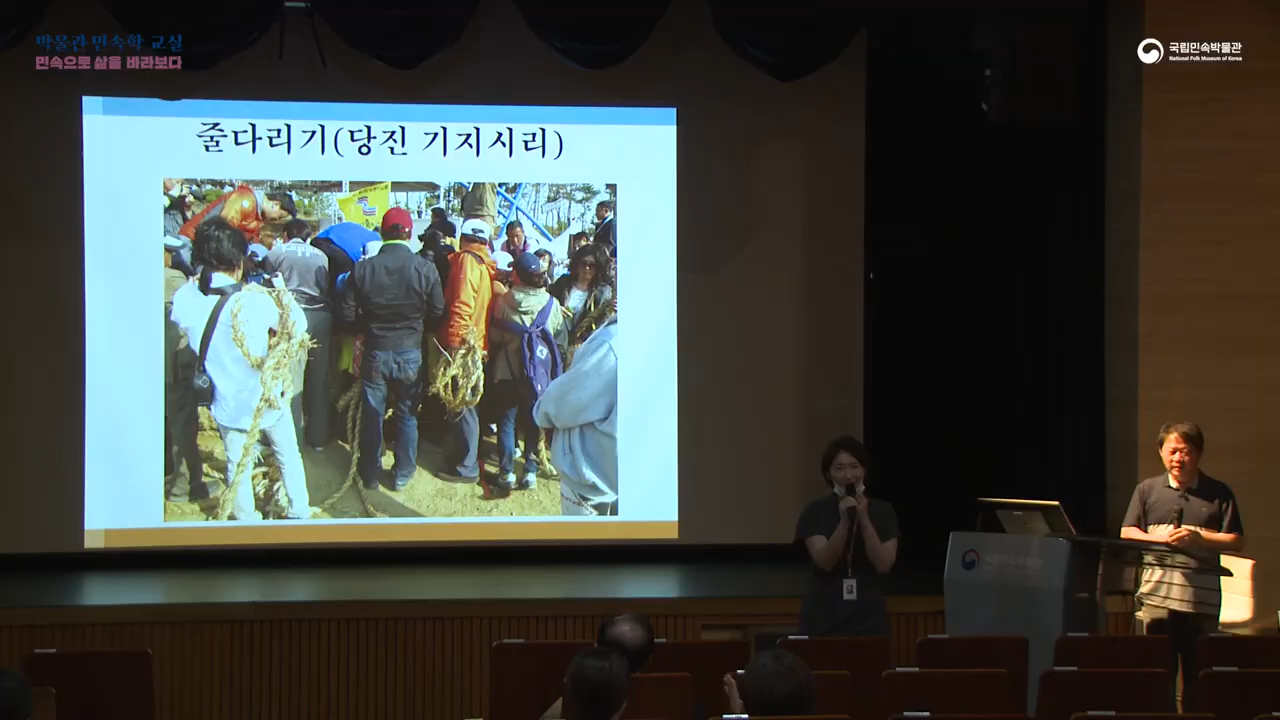 박물관 민속학 교실
민속으로 삶을 바라보다
국립민속박물관
National Folk Museum of Korea
줄다리기(당진 기지시리)